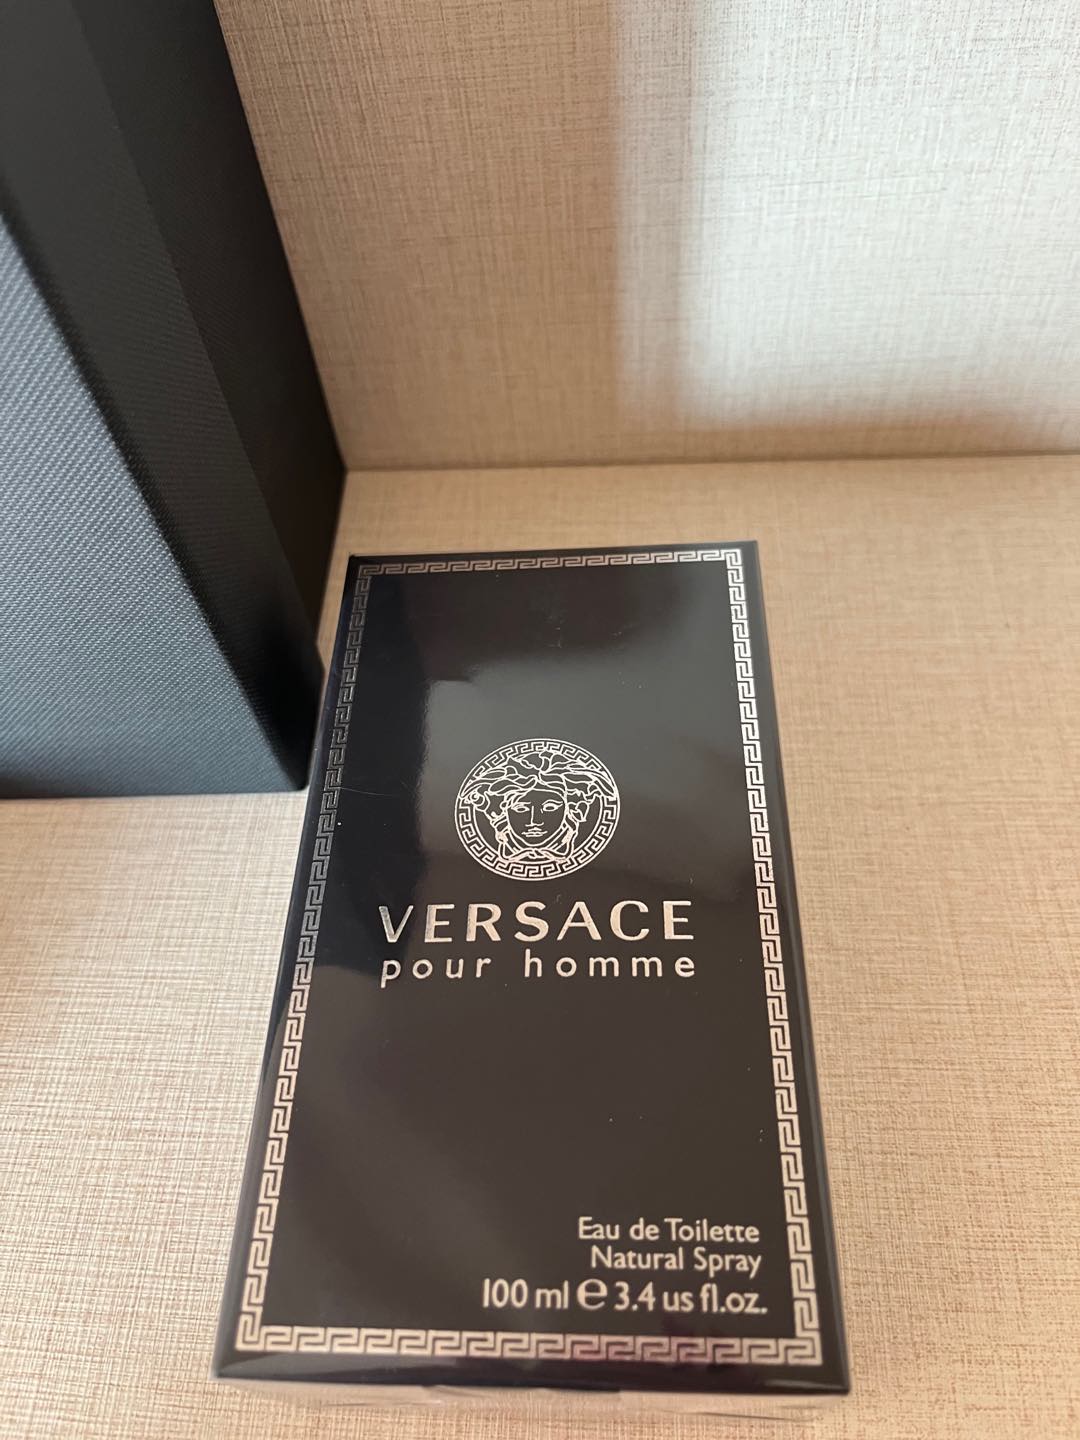 VERSACE
pour homme
Eau de Toilette
Natural Spray
100 ml ℮ 3.4 us fl.oz.